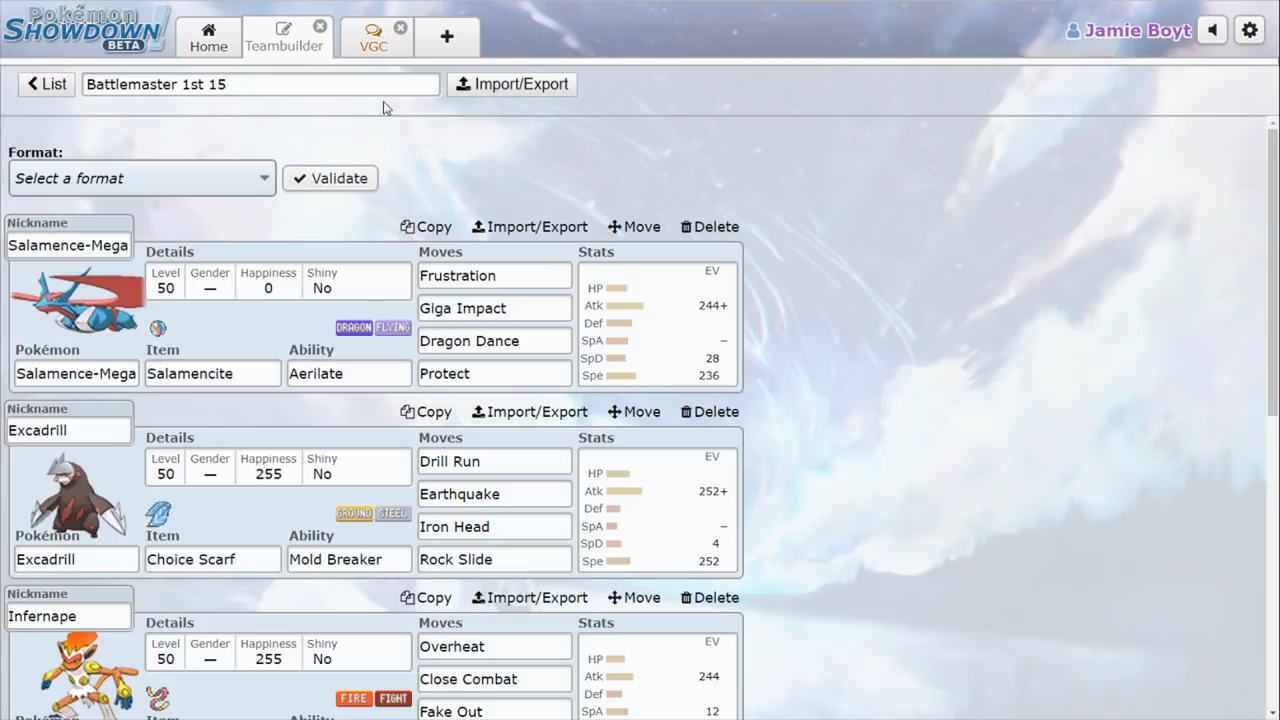 Pokémon
SHOWDOWN!
BETA
Home
Teambuilder
VGC
Jamie Boyt
List
Battlemaster 1st 15
Import/Export
Format:
Select a format
Validate
Nickname
Salamence-Mega
Copy Import/Export Move Delete
Details
Level Gender Happiness Shiny
50 — 0 No
DRAGON FLYING
Pokémon Item Ability
Salamence-Mega Salamencite Aerilate
Moves
Frustration
Giga Impact
Dragon Dance
Protect
Stats
EV
HP
Atk 244+
Def
SpA –
SpD 28
Spe 236
Nickname
Excadrill
Copy Import/Export Move Delete
Details
Level Gender Happiness Shiny
50 — 255 No
GROUND STEEL
Pokémon Item Ability
Excadrill Choice Scarf Mold Breaker
Moves
Drill Run
Earthquake
Iron Head
Rock Slide
Stats
EV
HP
Atk 252+
Def
SpA –
SpD 4
Spe 252
Nickname
Infernape
Copy Import/Export Move Delete
Details
Level Gender Happiness Shiny
50 — 255 No
FIRE FIGHT
Pokémon Item Ability
Moves
Overheat
Close Combat
Fake Out
Stats
EV
HP
Atk 244
Def
SpA 12